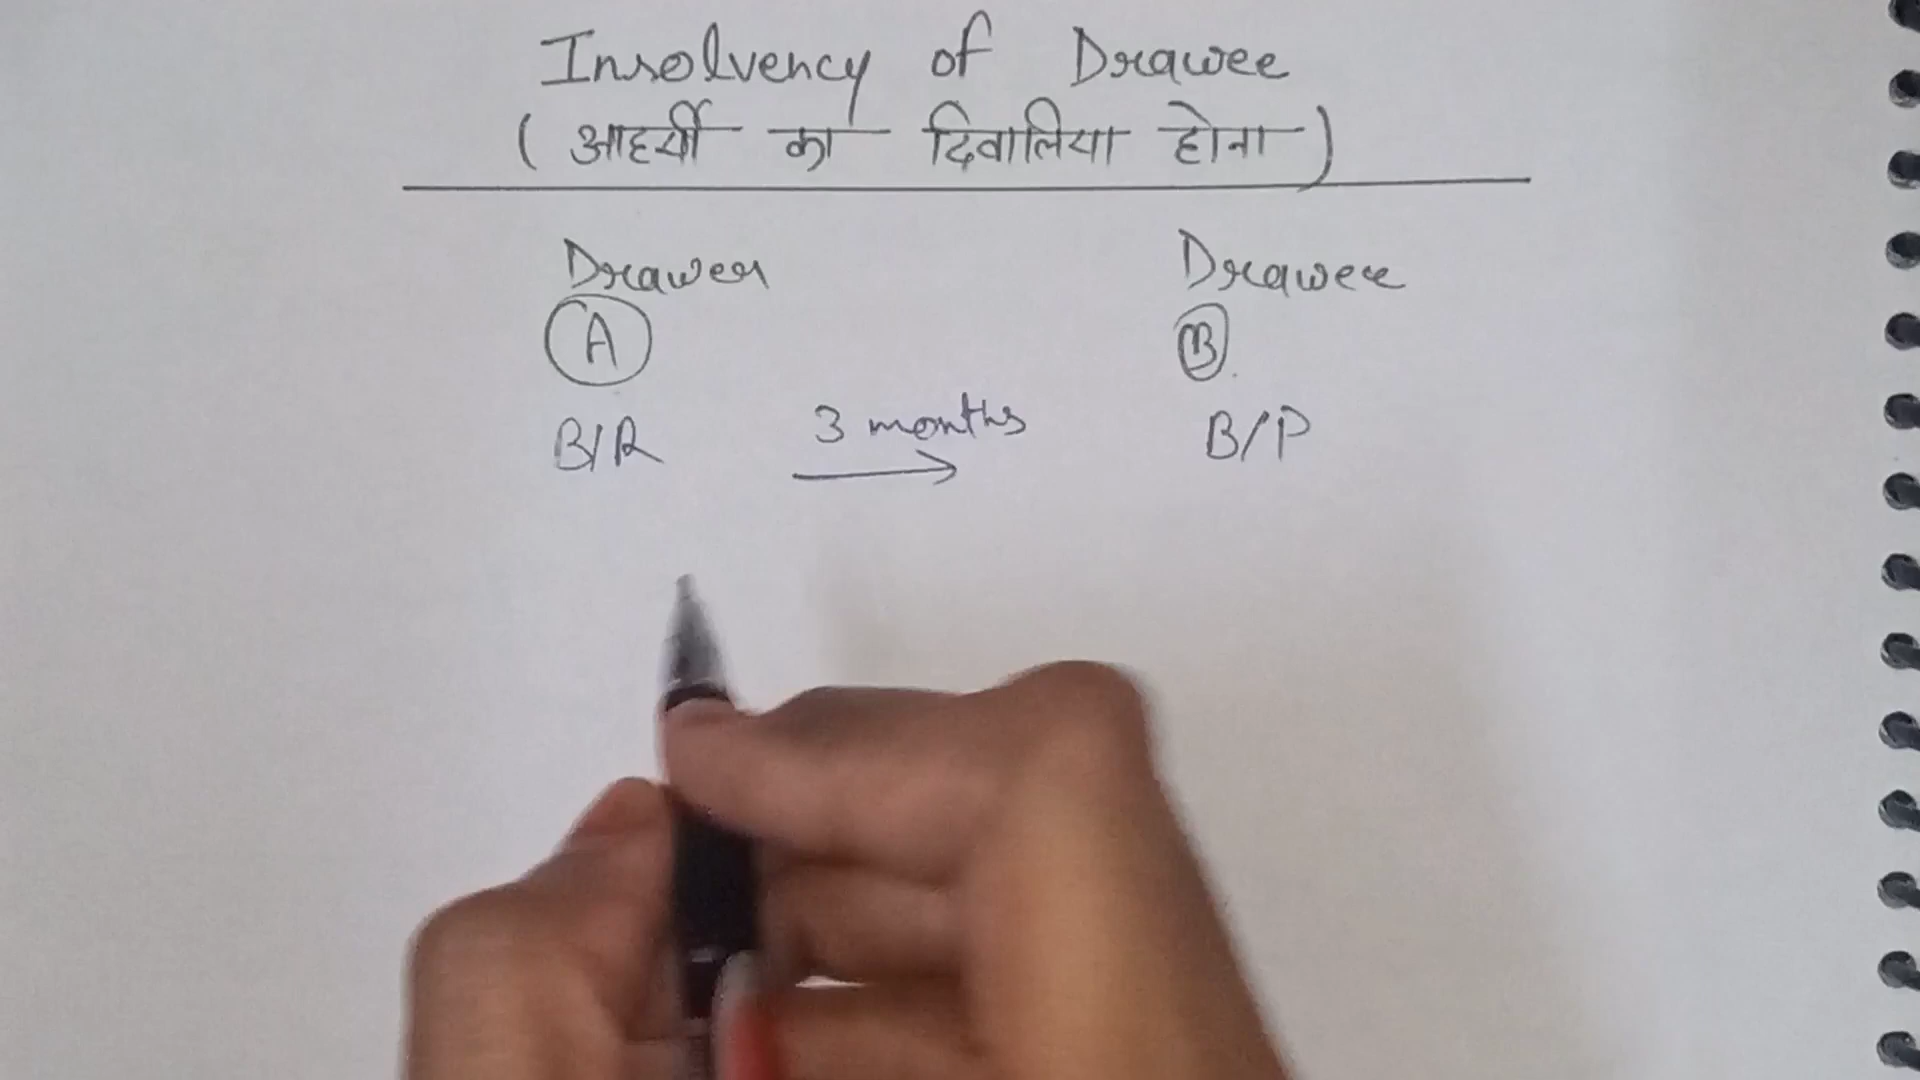 Insolvency of Drawee
( आहर्यी का दिवालिया होना )
Drawer Drawee
A B
B/R 3 months B/P